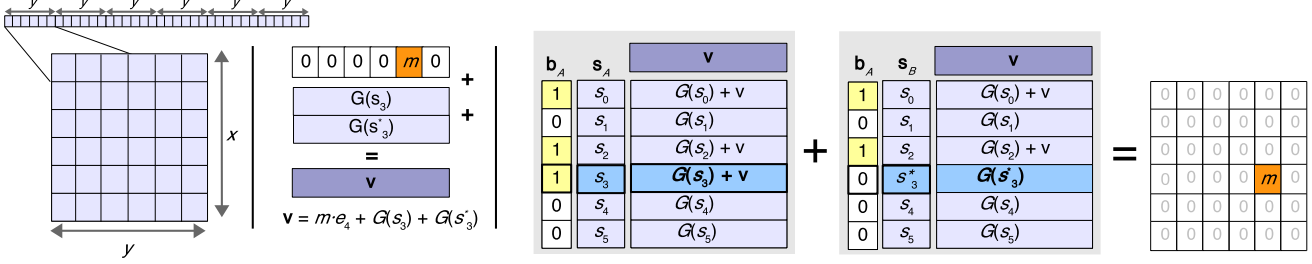 y y y y y y
x
y
0 0 0 0 m 0
+
G(s₃)
+
G(s*₃)
=
v
v = m·e₄ + G(s₃) + G(s*₃)
v
b_A s_A
1 s₀ G(s₀) + v
0 s₁ G(s₁)
1 s₂ G(s₂) + v
1 s₃ G(s₃) + v
0 s₄ G(s₄)
0 s₅ G(s₅)
+
v
b_A s_B
1 s₀ G(s₀) + v
0 s₁ G(s₁)
1 s₂ G(s₂) + v
0 s*₃ G(s*₃)
0 s₄ G(s₄)
0 s₅ G(s₅)
=
0 0 0 0 0 0
0 0 0 0 0 0
0 0 0 0 0 0
0 0 0 0 m 0
0 0 0 0 0 0
0 0 0 0 0 0